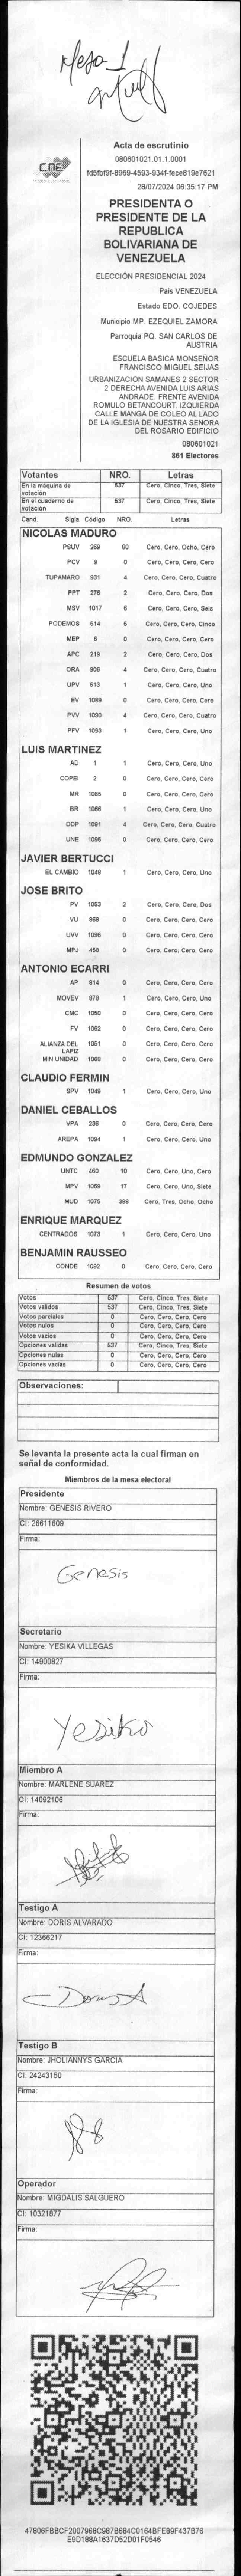 Mesa 1
CNE
Acta de escrutinio
080601021.01.1.0001
fd5fbf9f-8969-4593-934f-fece819e7621
28/07/2024 06:35:17 PM
PRESIDENTA O
PRESIDENTE DE LA
REPUBLICA
BOLIVARIANA DE
VENEZUELA
ELECCIÓN PRESIDENCIAL 2024
País VENEZUELA
Estado EDO. COJEDES
Municipio MP. EZEQUIEL ZAMORA
Parroquia PQ. SAN CARLOS DE
AUSTRIA
ESCUELA BASICA MONSEÑOR
FRANCISCO MIGUEL SEIJAS
URBANIZACION SAMANES 2 SECTOR
2 DERECHA AVENIDA LUIS ARIAS
ANDRADE. FRENTE AVENIDA
ROMULO BETANCOURT. IZQUIERDA
CALLE MANGA DE COLEO AL LADO
DE LA IGLESIA DE NUESTRA SENORA
DEL ROSARIO EDIFICIO
080601021
861 Electores
Votantes NRO. Letras
En la máquina de votación 537 Cero, Cinco, Tres, Siete
En el cuaderno de votación 537 Cero, Cinco, Tres, Siete
Cand. Sigla Código NRO. Letras
NICOLAS MADURO
PSUV 269 80 Cero, Cero, Ocho, Cero
PCV 9 0 Cero, Cero, Cero, Cero
TUPAMARO 931 4 Cero, Cero, Cero, Cuatro
PPT 276 2 Cero, Cero, Cero, Dos
MSV 1017 6 Cero, Cero, Cero, Seis
PODEMOS 514 5 Cero, Cero, Cero, Cinco
MEP 6 0 Cero, Cero, Cero, Cero
APC 219 2 Cero, Cero, Cero, Dos
ORA 906 4 Cero, Cero, Cero, Cuatro
UPV 513 1 Cero, Cero, Cero, Uno
EV 1089 0 Cero, Cero, Cero, Cero
PVV 1090 4 Cero, Cero, Cero, Cuatro
PFV 1093 1 Cero, Cero, Cero, Uno
LUIS MARTINEZ
AD 1 1 Cero, Cero, Cero, Uno
COPEI 2 0 Cero, Cero, Cero, Cero
MR 1065 0 Cero, Cero, Cero, Cero
BR 1066 1 Cero, Cero, Cero, Uno
DDP 1091 4 Cero, Cero, Cero, Cuatro
UNE 1095 0 Cero, Cero, Cero, Cero
JAVIER BERTUCCI
EL CAMBIO 1048 1 Cero, Cero, Cero, Uno
JOSE BRITO
PV 1053 2 Cero, Cero, Cero, Dos
VU 968 0 Cero, Cero, Cero, Cero
UVV 1096 0 Cero, Cero, Cero, Cero
MPJ 458 0 Cero, Cero, Cero, Cero
ANTONIO ECARRI
AP 914 0 Cero, Cero, Cero, Cero
MOVEV 878 1 Cero, Cero, Cero, Uno
CMC 1050 0 Cero, Cero, Cero, Cero
FV 1062 0 Cero, Cero, Cero, Cero
ALIANZA DEL LAPIZ 1051 0 Cero, Cero, Cero, Cero
MIN UNIDAD 1068 0 Cero, Cero, Cero, Cero
CLAUDIO FERMIN
SPV 1049 1 Cero, Cero, Cero, Uno
DANIEL CEBALLOS
VPA 236 0 Cero, Cero, Cero, Cero
AREPA 1094 1 Cero, Cero, Cero, Uno
EDMUNDO GONZALEZ
UNTC 460 10 Cero, Cero, Uno, Cero
MPV 1069 17 Cero, Cero, Uno, Siete
MUD 1075 388 Cero, Tres, Ocho, Ocho
ENRIQUE MARQUEZ
CENTRADOS 1073 1 Cero, Cero, Cero, Uno
BENJAMIN RAUSSEO
CONDE 1092 0 Cero, Cero, Cero, Cero
Resumen de votos
Votos 537 Cero, Cinco, Tres, Siete
Votos validos 537 Cero, Cinco, Tres, Siete
Votos parciales 0 Cero, Cero, Cero, Cero
Votos nulos 0 Cero, Cero, Cero, Cero
Votos vacios 0 Cero, Cero, Cero, Cero
Opciones validas 537 Cero, Cinco, Tres, Siete
Opciones nulas 0 Cero, Cero, Cero, Cero
Opciones vacias 0 Cero, Cero, Cero, Cero
Observaciones:
Se levanta la presente acta la cual firman en
señal de conformidad.
Miembros de la mesa electoral
Presidente
Nombre: GENESIS RIVERO
CI: 26611609
Firma:
Genesis
Secretario
Nombre: YESIKA VILLEGAS
CI: 14900827
Firma:
Yesika
Miembro A
Nombre: MARLENE SUAREZ
CI: 14092106
Firma:
Testigo A
Nombre: DORIS ALVARADO
CI: 12366217
Firma:
Doris A
Testigo B
Nombre: JHOLIANNYS GARCIA
CI: 24243150
Firma:
Operador
Nombre: MIGDALIS SALGUERO
CI: 10321877
Firma:
47806FBBCF2007968C987B684C0164BFE89F437B76
E9D18BA1637D52D01F0546